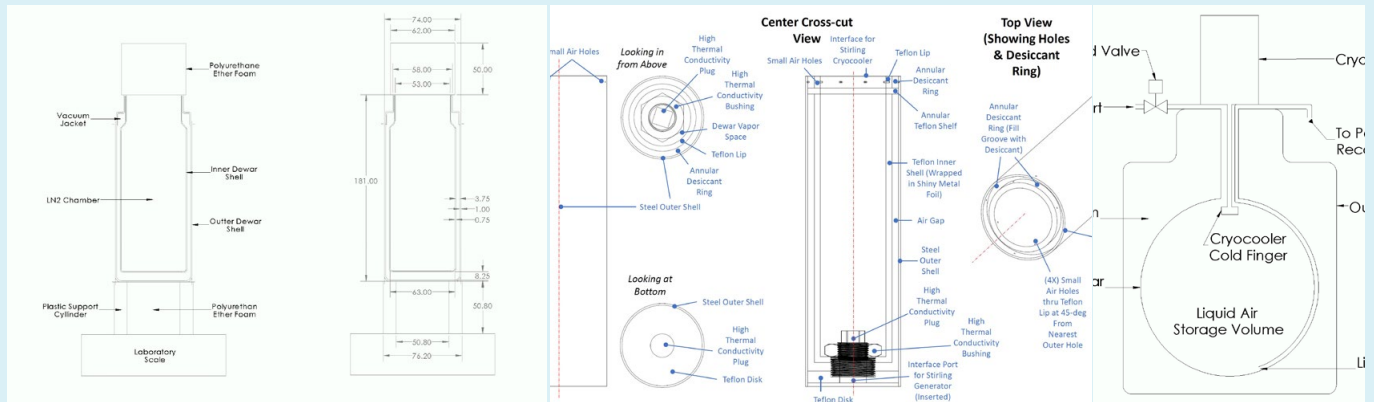 Polyurethane
Ether Foam
Vacuum
Jacket
Inner Dewar
Shell
LN2 Chamber
Outter Dewar
Shell
Plastic Support
Cylinder
Polyurethan
Ether Foam
Laboratory
Scale
74.00
62.00
58.00
53.00
50.00
181.00
3.75
1.00
0.75
8.25
63.00
50.80
50.80
76.20
mall Air Holes
Looking in
from Above
High
Thermal
Conductivity
Plug
High
Thermal
Conductivity
Bushing
Dewar Vapor
Space
Teflon Lip
Annular
Desiccant
Ring
Steel Outer Shell
Looking at
Bottom
Steel Outer Shell
High
Thermal
Conductivity
Plug
Teflon Disk
Center Cross-cut
View
Interface for
Stirling
Cryocooler
Small Air Holes
Teflon Lip
Annular
Desiccant
Ring
Annular
Teflon Shelf
Teflon Inner
Shell (Wrapped
in Shiny Metal
Foil)
Air Gap
Steel
Outer
Shell
High
Thermal
Conductivity
Plug
High
Thermal
Conductivity
Bushing
Interface Port
for Stirling
Generator
(Inserted)
Teflon Disk
Top View
(Showing Holes
& Desiccant
Ring)
Annular
Desiccant
Ring (Fill
Groove with
Desiccant)
(4X) Small
Air Holes
thru Teflon
Lip at 45-deg
From
Nearest
Outer Hole
d Valve
Cryo
rt
To P
Rec
Ou
n
Cryocooler
Cold Finger
ar
Liquid Air
Storage Volume
Li